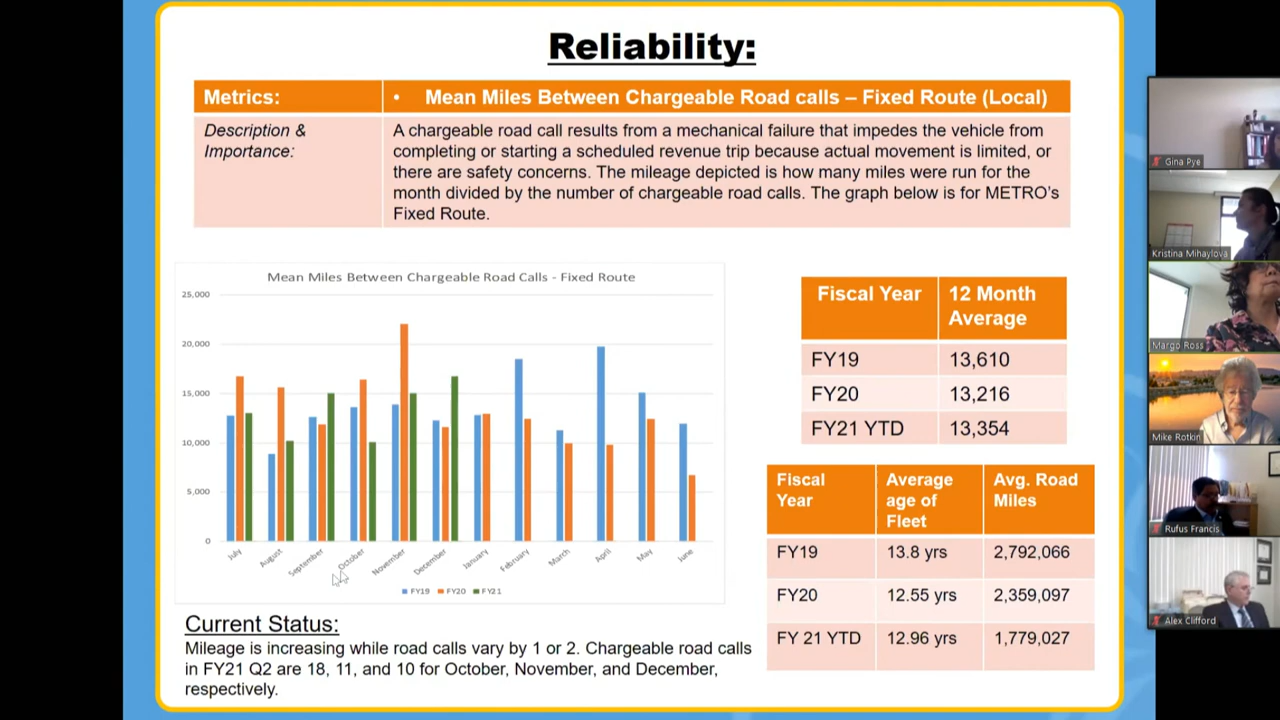 Reliability:
Metrics:
• Mean Miles Between Chargeable Road calls – Fixed Route (Local)
Description &
Importance:
A chargeable road call results from a mechanical failure that impedes the vehicle from
completing or starting a scheduled revenue trip because actual movement is limited, or
there are safety concerns. The mileage depicted is how many miles were run for the
month divided by the number of chargeable road calls. The graph below is for METRO's
Fixed Route.
Mean Miles Between Chargeable Road Calls - Fixed Route
25,000
20,000
15,000
10,000
5,000
0
July
August
September
October
November
December
January
February
March
April
May
June
FY19 FY20 FY21
Fiscal Year 12 Month
Average
FY19 13,610
FY20 13,216
FY21 YTD 13,354
Fiscal Average Avg. Road
Year age of Miles
Fleet
FY19 13.8 yrs 2,792,066
FY20 12.55 yrs 2,359,097
FY 21 YTD 12.96 yrs 1,779,027
Current Status:
Mileage is increasing while road calls vary by 1 or 2. Chargeable road calls
in FY21 Q2 are 18, 11, and 10 for October, November, and December,
respectively.
Gina Pye
Kristina Mihaylova
Margo Ross
Mike Rotkin
Rufus Francis
Alex Clifford